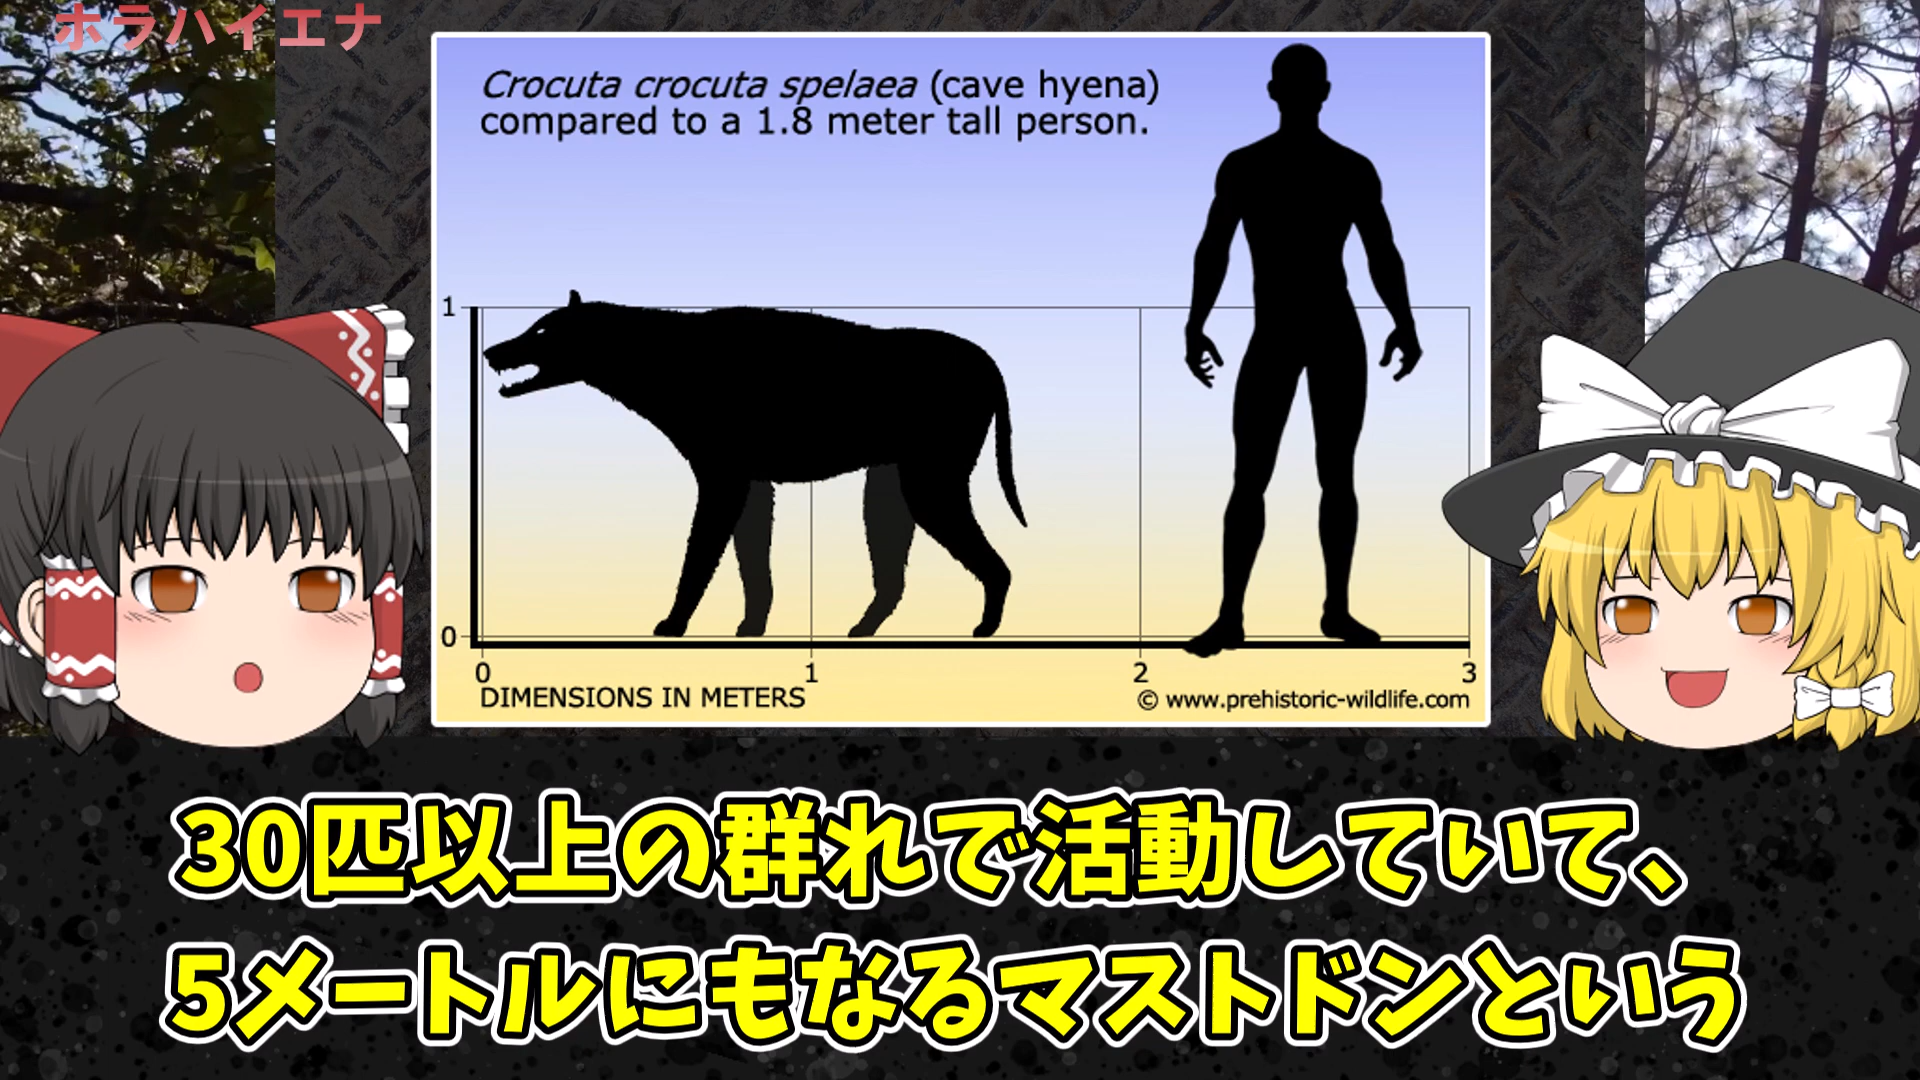 ホラハイエナ
Crocuta crocuta spelaea (cave hyena)
compared to a 1.8 meter tall person.
1
0
0 1 2 3
DIMENSIONS IN METERS © www.prehistoric-wildlife.com
30匹以上の群れで活動していて、
5メートルにもなるマストドンという